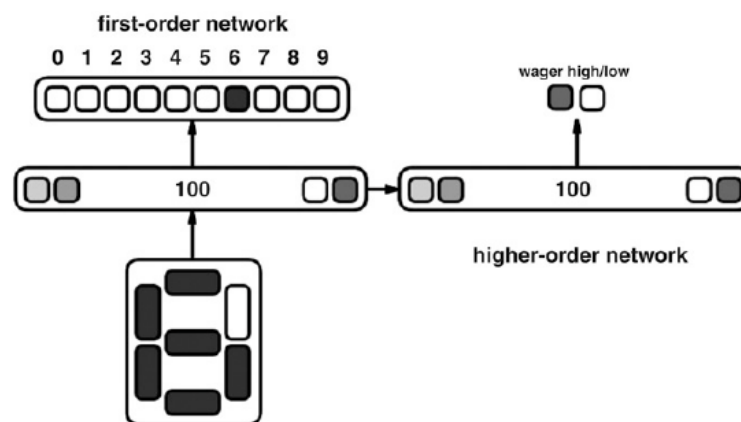 first-order network
0 1 2 3 4 5 6 7 8 9
wager high/low
100
100
higher-order network